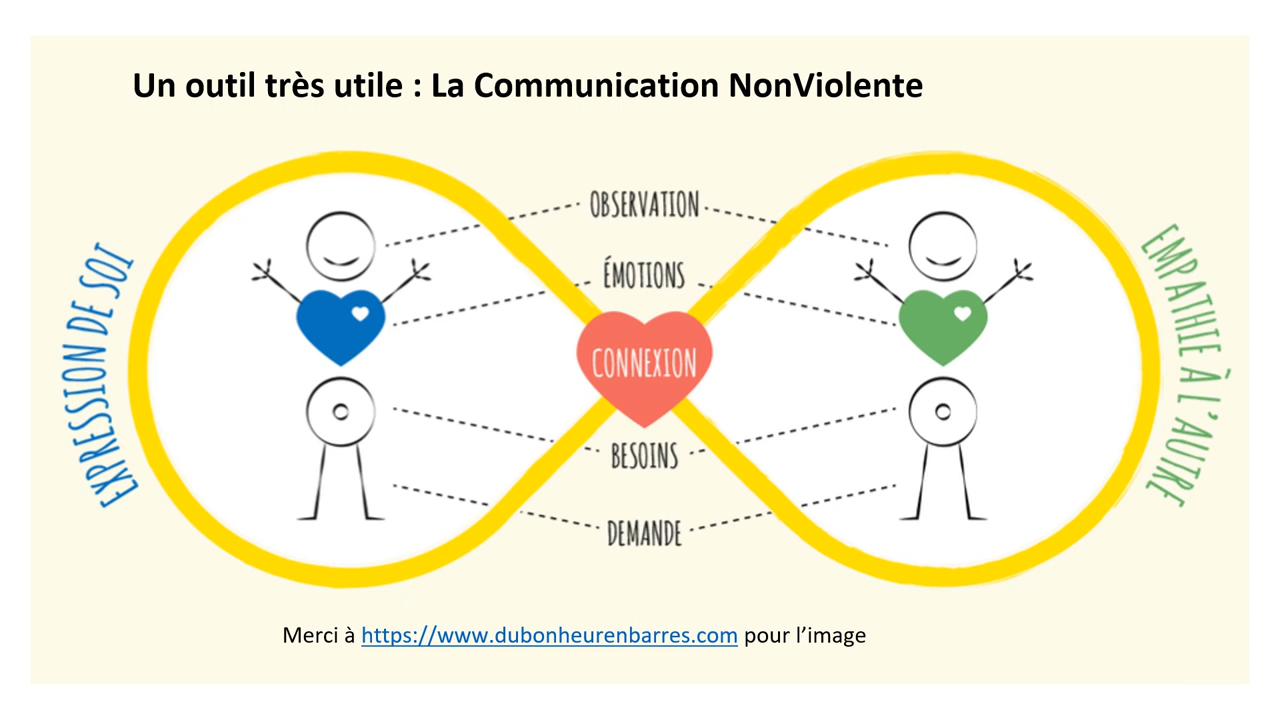 Un outil très utile : La Communication NonViolente
EXPRESSION DE SOI
OBSERVATION
ÉMOTIONS
CONNEXION
BESOINS
DEMANDE
EMPATHIE À L'AUTRE
Merci à https://www.dubonheurenbarres.com pour l’image